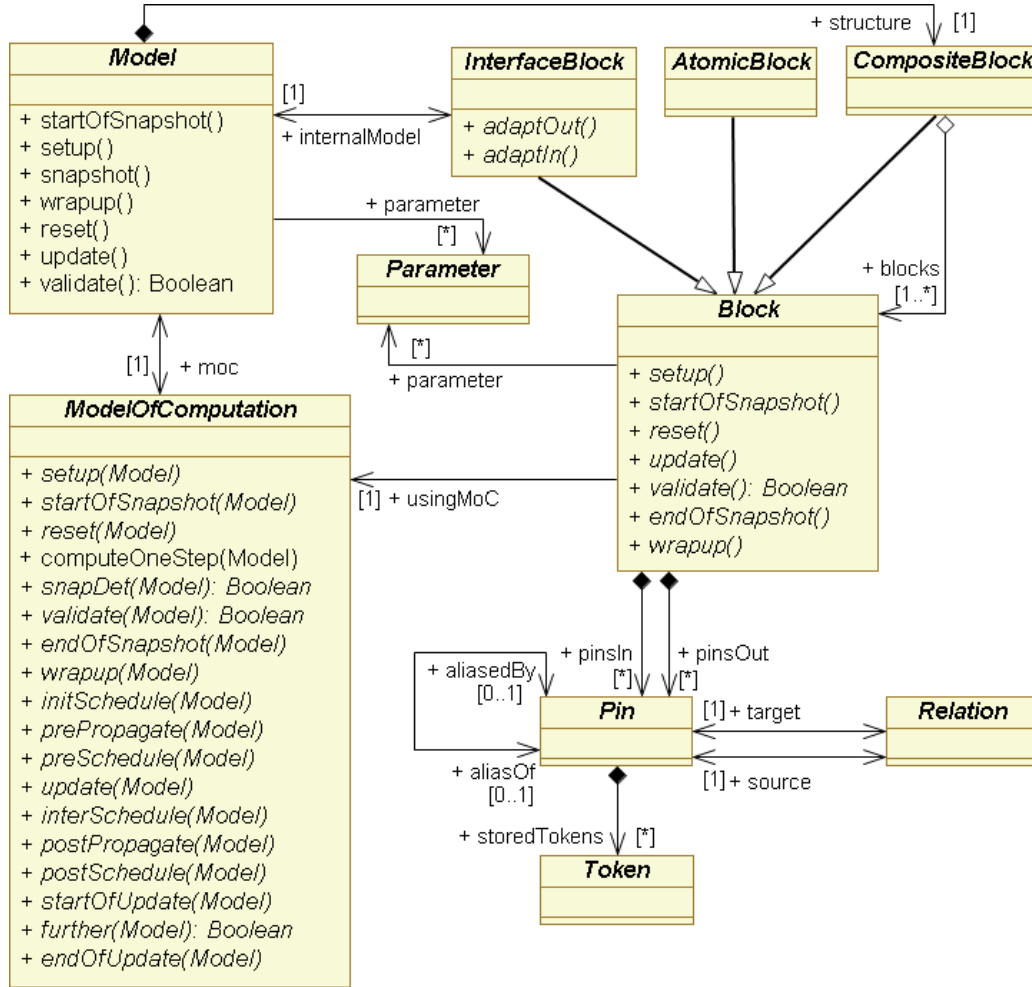 + structure
[1]
Model
+ startOfSnapshot()
+ setup()
+ snapshot()
+ wrapup()
+ reset()
+ update()
+ validate(): Boolean
[1]
+ internalModel
InterfaceBlock
+ adaptOut()
+ adaptIn()
AtomicBlock
CompositeBlock
+ parameter
[*]
Parameter
[*]
+ parameter
+ blocks
[1..*]
Block
+ setup()
+ startOfSnapshot()
+ reset()
+ update()
+ validate(): Boolean
+ endOfSnapshot()
+ wrapup()
[1]
+ moc
ModelOfComputation
+ setup(Model)
+ startOfSnapshot(Model)
+ reset(Model)
+ computeOneStep(Model)
+ snapDet(Model): Boolean
+ validate(Model): Boolean
+ endOfSnapshot(Model)
+ wrapup(Model)
+ initSchedule(Model)
+ prePropagate(Model)
+ preSchedule(Model)
+ update(Model)
+ interSchedule(Model)
+ postPropagate(Model)
+ postSchedule(Model)
+ startOfUpdate(Model)
+ further(Model): Boolean
+ endOfUpdate(Model)
[1] + usingMoC
+ aliasedBy
[0..1]
+ pinsIn
[*]
+ pinsOut
[*]
Pin
[1] + target
Relation
[1] + source
+ aliasOf
[0..1]
+ storedTokens [*]
Token